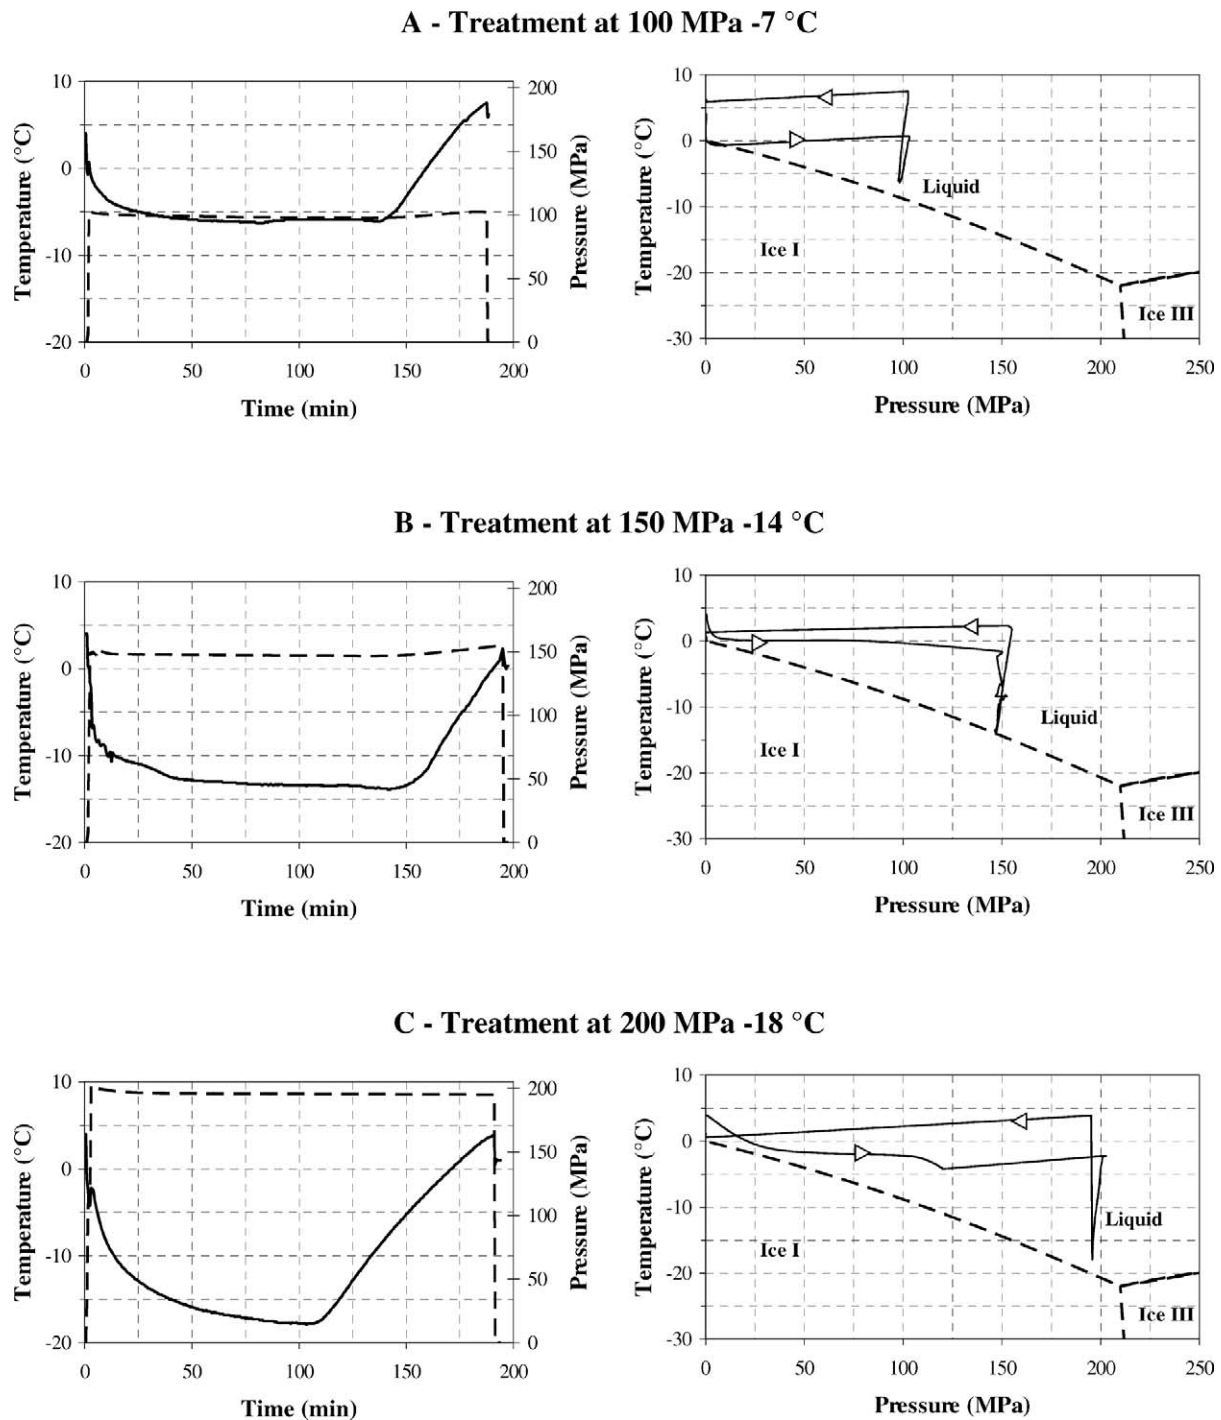 A - Treatment at 100 MPa -7 °C
10
0
-10
-20
Temperature (°C)
200
150
100
50
0
Pressure (MPa)
0 50 100 150 200
Time (min)
10
0
-10
-20
-30
Temperature (°C)
Liquid
Ice I
Ice III
0 50 100 150 200 250
Pressure (MPa)
B - Treatment at 150 MPa -14 °C
10
0
-10
-20
Temperature (°C)
200
150
100
50
0
Pressure (MPa)
0 50 100 150 200
Time (min)
10
0
-10
-20
-30
Temperature (°C)
Liquid
Ice I
Ice III
0 50 100 150 200 250
Pressure (MPa)
C - Treatment at 200 MPa -18 °C
10
0
-10
-20
Temperature (°C)
200
150
100
50
0
Pressure (MPa)
0 50 100 150 200
Time (min)
10
0
-10
-20
-30
Temperature (°C)
Liquid
Ice I
Ice III
0 50 100 150 200 250
Pressure (MPa)